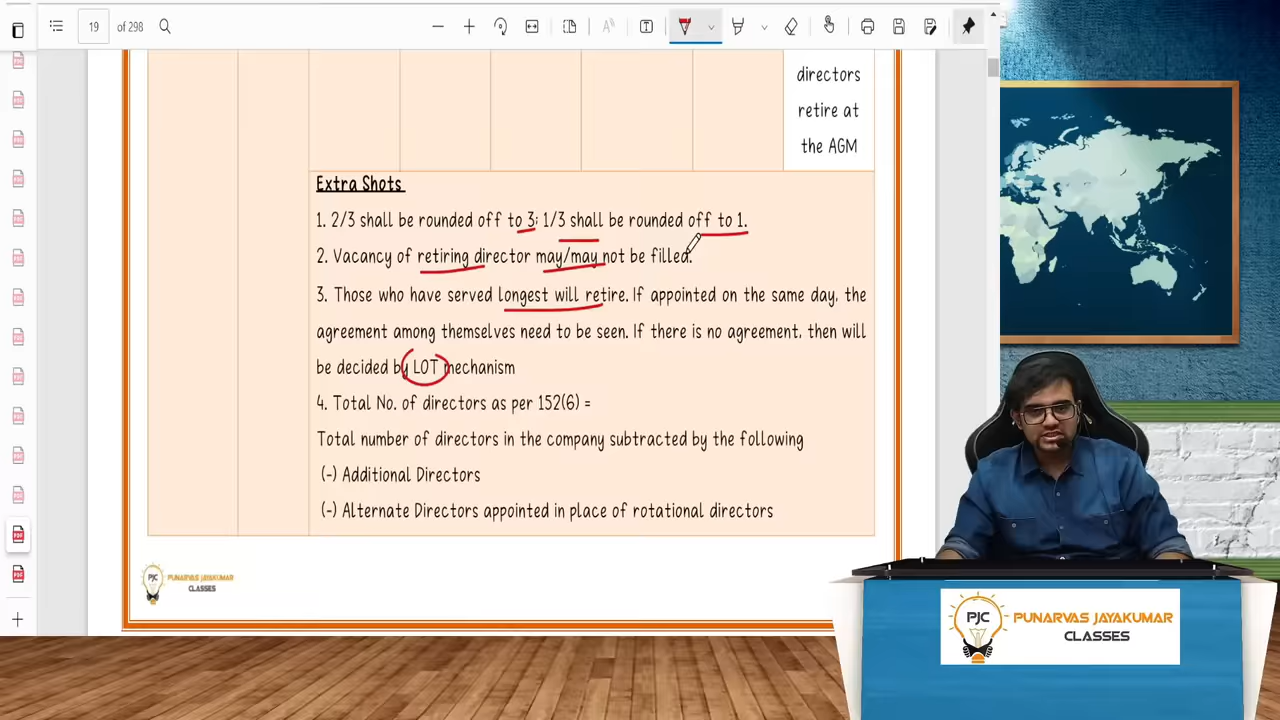 19
of 298
directors
retire at
the AGM
Extra Shots
1. 2/3 shall be rounded off to 3; 1/3 shall be rounded off to 1.
2. Vacancy of retiring director may/may not be filled.
3. Those who have served longest will retire. If appointed on the same day, the
agreement among themselves need to be seen. If there is no agreement, then will
be decided by LOT mechanism
4. Total No. of directors as per 152(6) =
Total number of directors in the company subtracted by the following
(-) Additional Directors
(-) Alternate Directors appointed in place of rotational directors
PJC
PUNARVAS JAYAKUMAR
CLASSES
PJC
PUNARVAS JAYAKUMAR
CLASSES